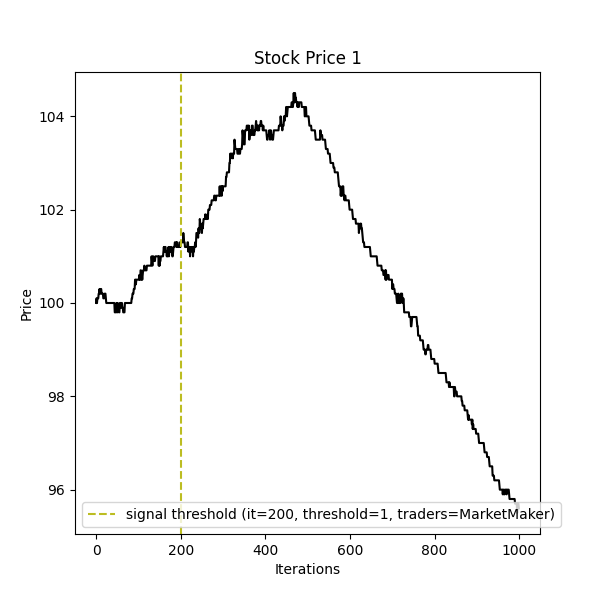 Stock Price 1
Price
104
102
100
98
96
signal threshold (it=200, threshold=1, traders=MarketMaker)
0 200 400 600 800 1000
Iterations